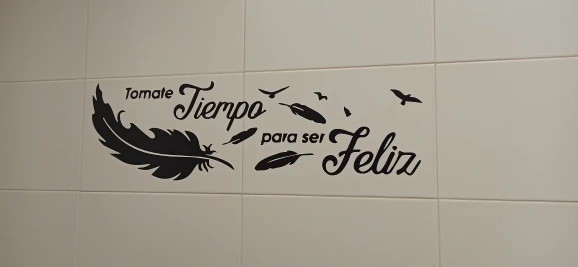 Tomate Tiempo
para ser Feliz